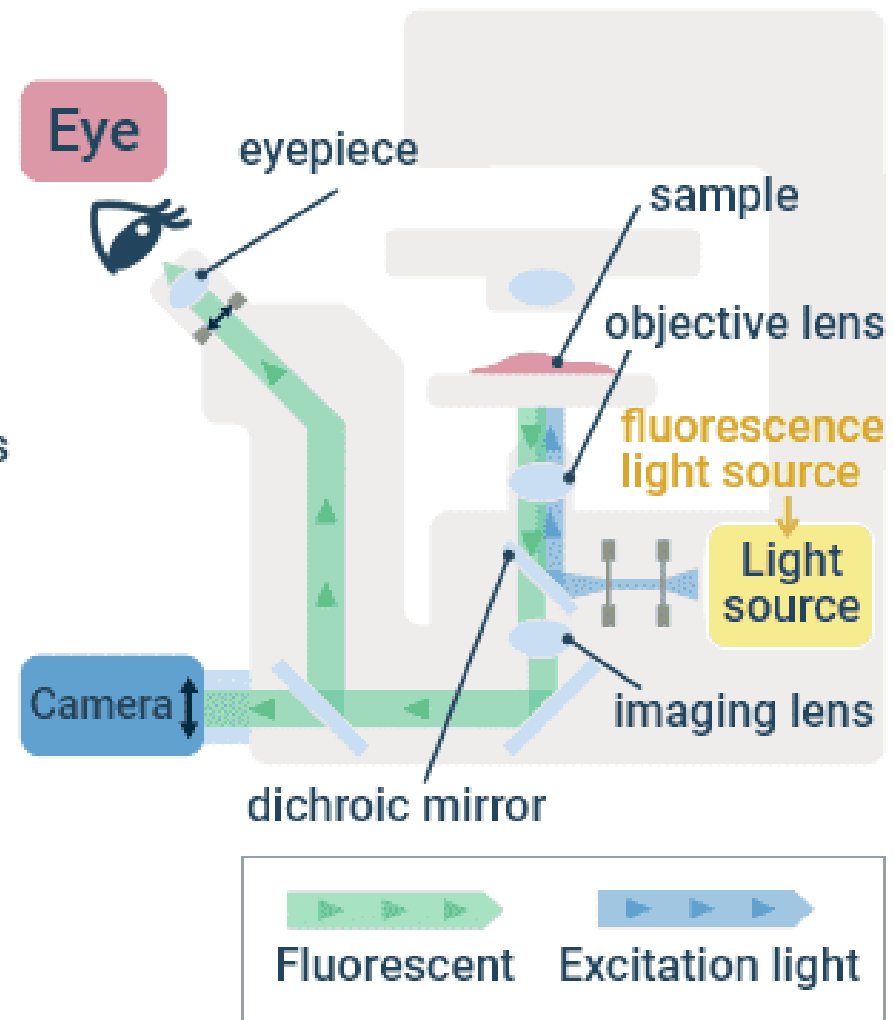 Eye
eyepiece
sample
objective lens
s
fluorescence
light source
Light
source
Camera
imaging lens
dichroic mirror
Fluorescent
Excitation light